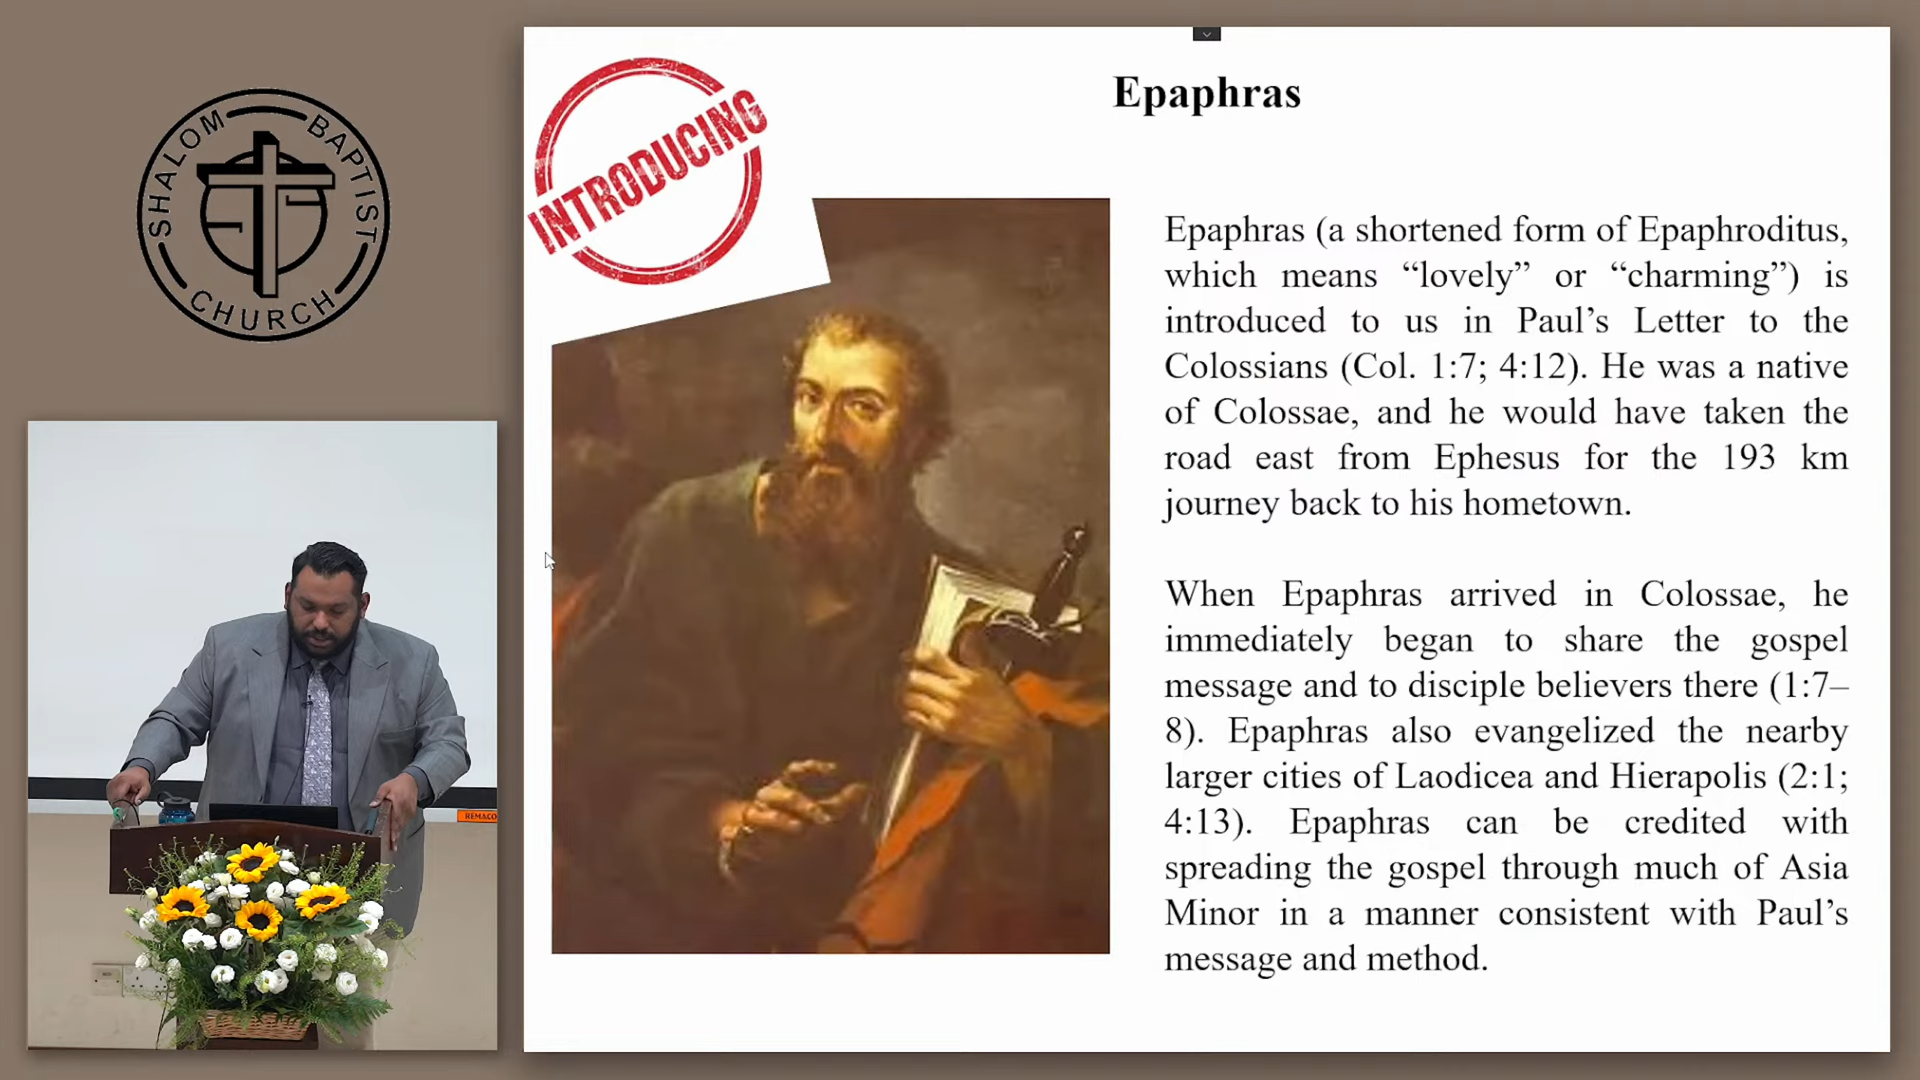 SHALOM BAPTIST
CHURCH
INTRODUCING
Epaphras
Epaphras (a shortened form of Epaphroditus,
which means “lovely” or “charming”) is
introduced to us in Paul’s Letter to the
Colossians (Col. 1:7; 4:12). He was a native
of Colossae, and he would have taken the
road east from Ephesus for the 193 km
journey back to his hometown.
When Epaphras arrived in Colossae, he
immediately began to share the gospel
message and to disciple believers there (1:7–
8). Epaphras also evangelized the nearby
larger cities of Laodicea and Hierapolis (2:1;
4:13). Epaphras can be credited with
spreading the gospel through much of Asia
Minor in a manner consistent with Paul’s
message and method.
REMACO